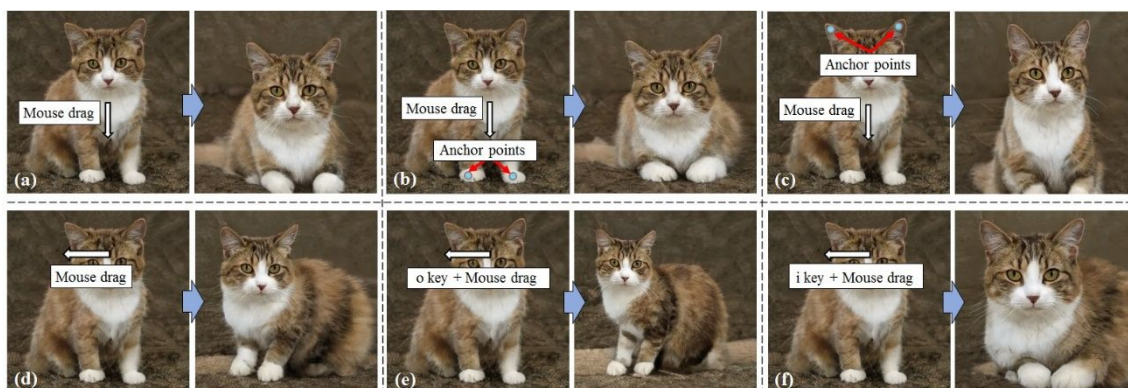 Mouse drag
(a)
Mouse drag
Anchor points
(b)
Anchor points
Mouse drag
(c)
Mouse drag
(d)
o key + Mouse drag
(e)
i key + Mouse drag
(f)